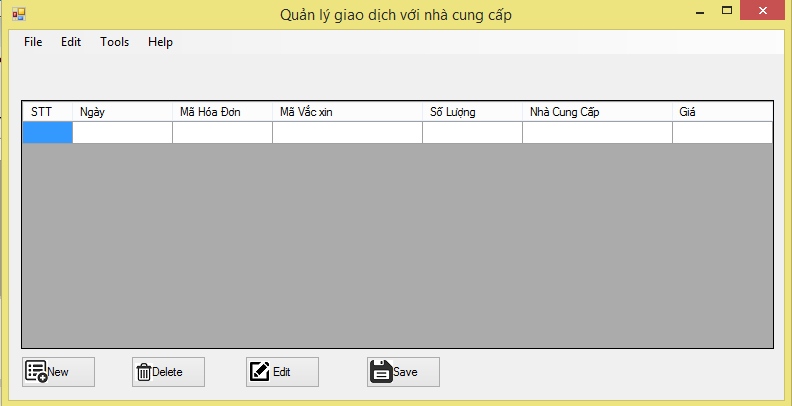 Quản lý giao dịch với nhà cung cấp
File Edit Tools Help
STT Ngày Mã Hóa Đơn Mã Vắc xin Số Lượng Nhà Cung Cấp Giá
New Delete Edit Save